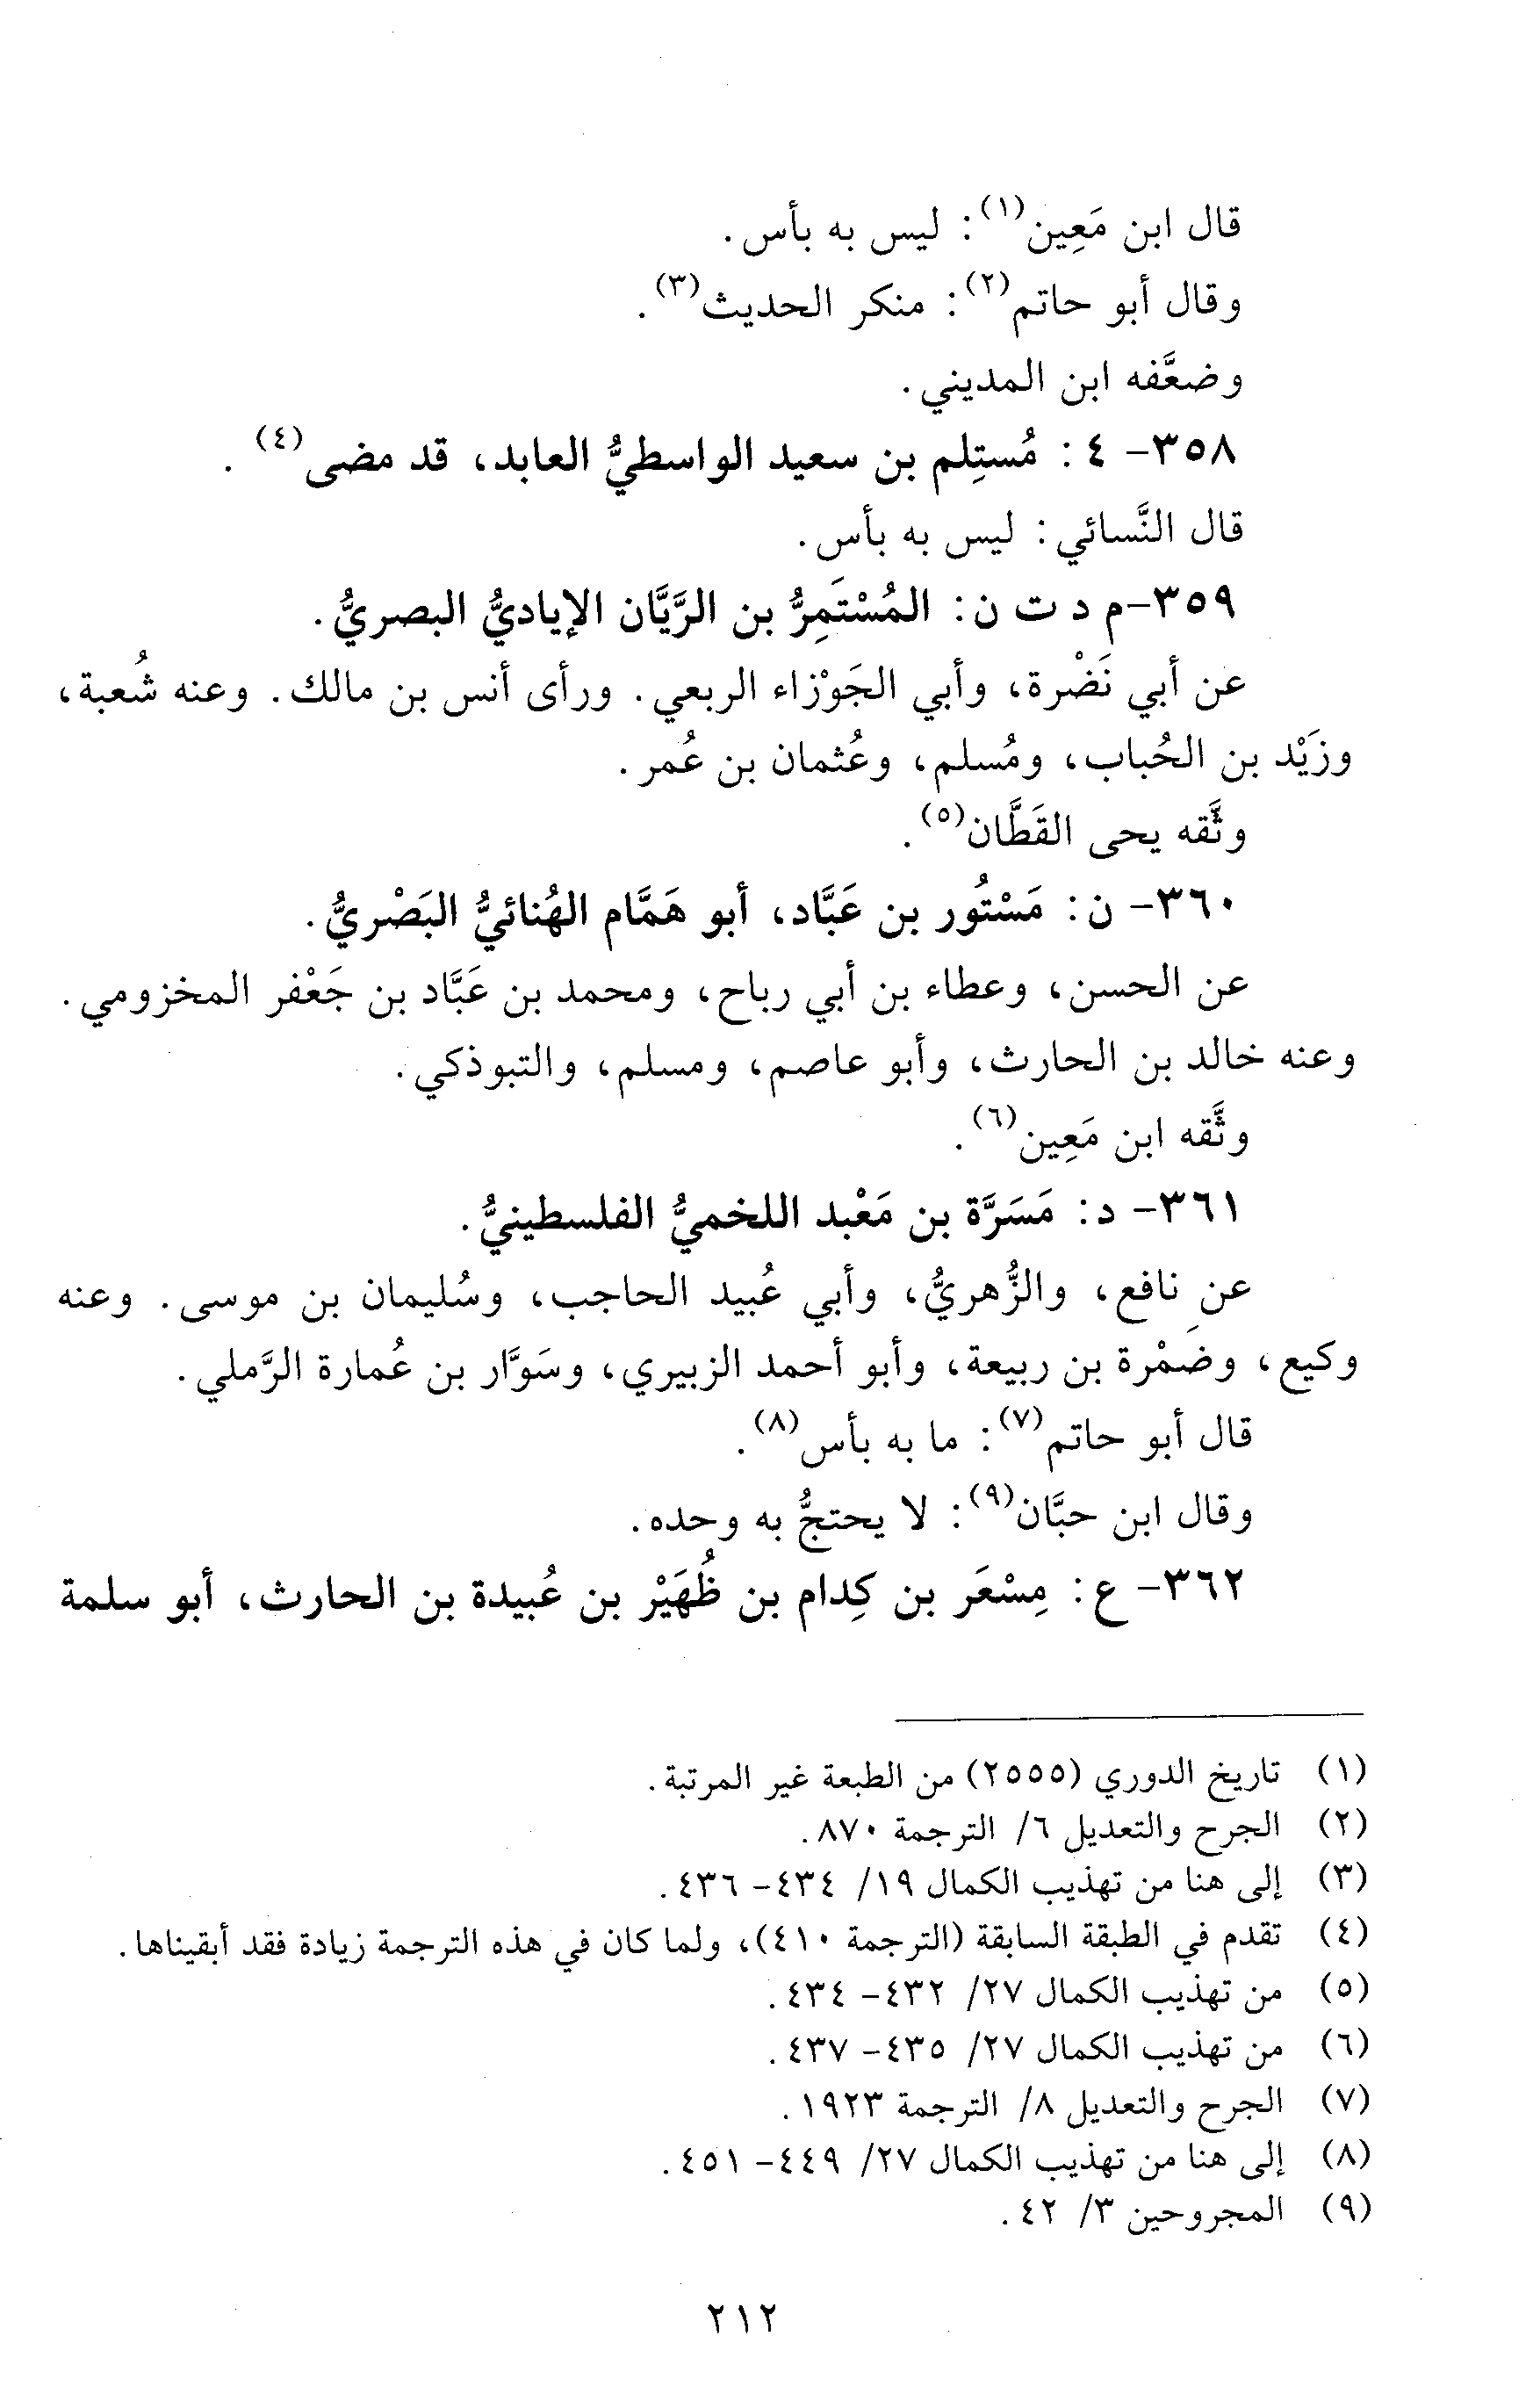 قال ابن مَعِين(١): ليس به بأس.
وقال أبو حاتم(٢): منكر الحديث(٣).
وضعَّفه ابن المديني.
٣٥٨- ٤: مُستِلم بن سعيد الواسطيُّ العابد، قد مضى(٤).
قال النَّسائي: ليس به بأس.
٣٥٩-م د ت ن: المُسْتَمِرُّ بن الرَّيَّان الإياديُّ البصريُّ.
عن أبي نَضْرة، وأبي الجَوْزاء الربعي. ورأى أنس بن مالك. وعنه شُعبة،
وزَيْد بن الحُباب، ومُسلم، وعُثمان بن عُمر.
وثَّقه يحى القَطَّان(٥).
٣٦٠- ن: مَسْتُور بن عَبَّاد، أبو هَمَّام الهُنائيُّ البَصْريُّ.
عن الحسن، وعطاء بن أبي رباح، ومحمد بن عَبَّاد بن جَعْفر المخزومي.
وعنه خالد بن الحارث، وأبو عاصم، ومسلم، والتبوذكي.
وثَّقه ابن مَعِين(٦).
٣٦١- د: مَسَرَّة بن مَعْبد اللخميُّ الفلسطينيُّ.
عن نافع، والزُّهريُّ، وأبي عُبيد الحاجب، وسُليمان بن موسى. وعنه
وكيع، وضَمْرة بن ربيعة، وأبو أحمد الزبيري، وسَوَّار بن عُمارة الرَّملي.
قال أبو حاتم(٧): ما به بأس(٨).
وقال ابن حبَّان(٩): لا يحتجُّ به وحده.
٣٦٢- ع: مِسْعَر بن كِدام بن ظُهَيْر بن عُبيدة بن الحارث، أبو سلمة
(١) تاريخ الدوري (٢٥٥٥) من الطبعة غير المرتبة.
(٢) الجرح والتعديل ٦/ الترجمة ٨٧٠.
(٣) إلى هنا من تهذيب الكمال ١٩/ ٤٣٤- ٤٣٦.
(٤) تقدم في الطبقة السابقة (الترجمة ٤١٠)، ولما كان في هذه الترجمة زيادة فقد أبقيناها.
(٥) من تهذيب الكمال ٢٧/ ٤٣٢- ٤٣٤.
(٦) من تهذيب الكمال ٢٧/ ٤٣٥- ٤٣٧.
(٧) الجرح والتعديل ٨/ الترجمة ١٩٢٣.
(٨) إلى هنا من تهذيب الكمال ٢٧/ ٤٤٩- ٤٥١.
(٩) المجروحين ٣/ ٤٢.
٢١٢